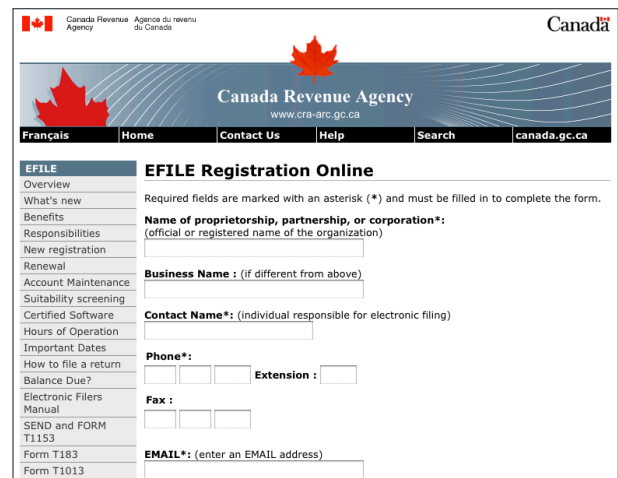 Canada Revenue Agence du revenu
Agency du Canada
Canada
Canada Revenue Agency
www.cra-arc.gc.ca
Français Home Contact Us Help Search canada.gc.ca
EFILE
Overview
What's new
Benefits
Responsibilities
New registration
Renewal
Account Maintenance
Suitability screening
Certified Software
Hours of Operation
Important Dates
How to file a return
Balance Due?
Electronic Filers
Manual
SEND and FORM
T1153
Form T183
Form T1013
EFILE Registration Online
Required fields are marked with an asterisk (*) and must be filled in to complete the form.
Name of proprietorship, partnership, or corporation*:
(official or registered name of the organization)
Business Name : (if different from above)
Contact Name*: (individual responsible for electronic filing)
Phone*:
Extension :
Fax :
EMAIL*: (enter an EMAIL address)